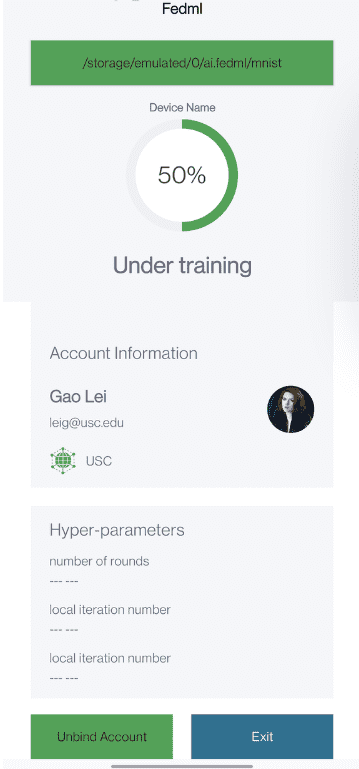 Fedml
/storage/emulated/0/ai.fedml/mnist
Device Name
50%
Under training
Account Information
Gao Lei
leig@usc.edu
USC
Hyper-parameters
number of rounds
--- ---
local iteration number
--- ---
local iteration number
--- ---
Unbind Account
Exit